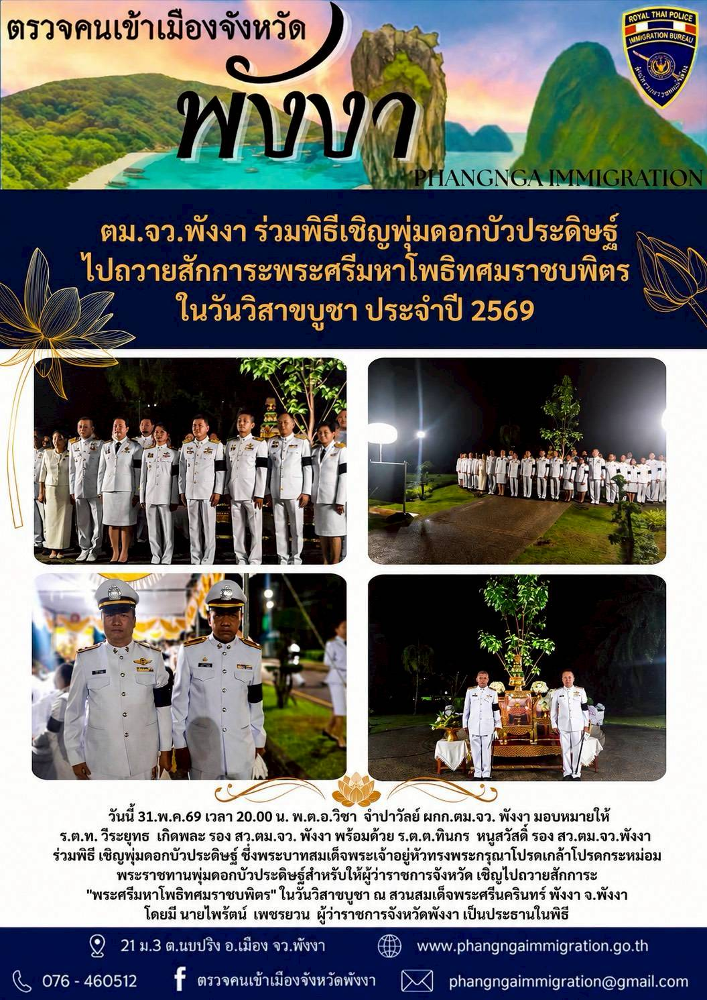 ตรวจคนเข้าเมืองจังหวัด
พังงา
ROYAL THAI POLICE
IMMIGRATION BUREAU
PHANGNGA IMMIGRATION
ตม.จว.พังงา ร่วมพิธีเชิญพุ่มดอกบัวประดิษฐ์
ไปถวายสักการะพระศรีมหาโพธิทศมราชบพิตร
ในวันวิสาขบูชา ประจำปี 2569
วันนี้ 31.พ.ค.69 เวลา 20.00 น. พ.ต.อ.วิชา จำปาวัลย์ ผกก.ตม.จว. พังงา มอบหมายให้
ร.ต.ท. วีระยุทธ เกิดพละ รอง สว.ตม.จว. พังงา พร้อมด้วย ร.ต.ต.ทินกร หนูสวัสดิ์ รอง สว.ตม.จว.พังงา
ร่วมพิธี เชิญพุ่มดอกบัวประดิษฐ์ ซึ่งพระบาทสมเด็จพระเจ้าอยู่หัวทรงพระกรุณาโปรดเกล้าโปรดกระหม่อม
พระราชทานพุ่มดอกบัวประดิษฐ์สำหรับให้ผู้ว่าราชการจังหวัด เชิญไปถวายสักการะ
"พระศรีมหาโพธิทศมราชบพิตร" ในวันวิสาขบูชา ณ สวนสมเด็จพระศรีนครินทร์ พังงา จ.พังงา
โดยมี นายไพรัตน์ เพชรยวน ผู้ว่าราชการจังหวัดพังงา เป็นประธานในพิธี
21 ม.3 ต.นบปริง อ.เมือง จว.พังงา
www.phangngaimmigration.go.th
076 - 460512
ตรวจคนเข้าเมืองจังหวัดพังงา
phangngaimmigration@gmail.com